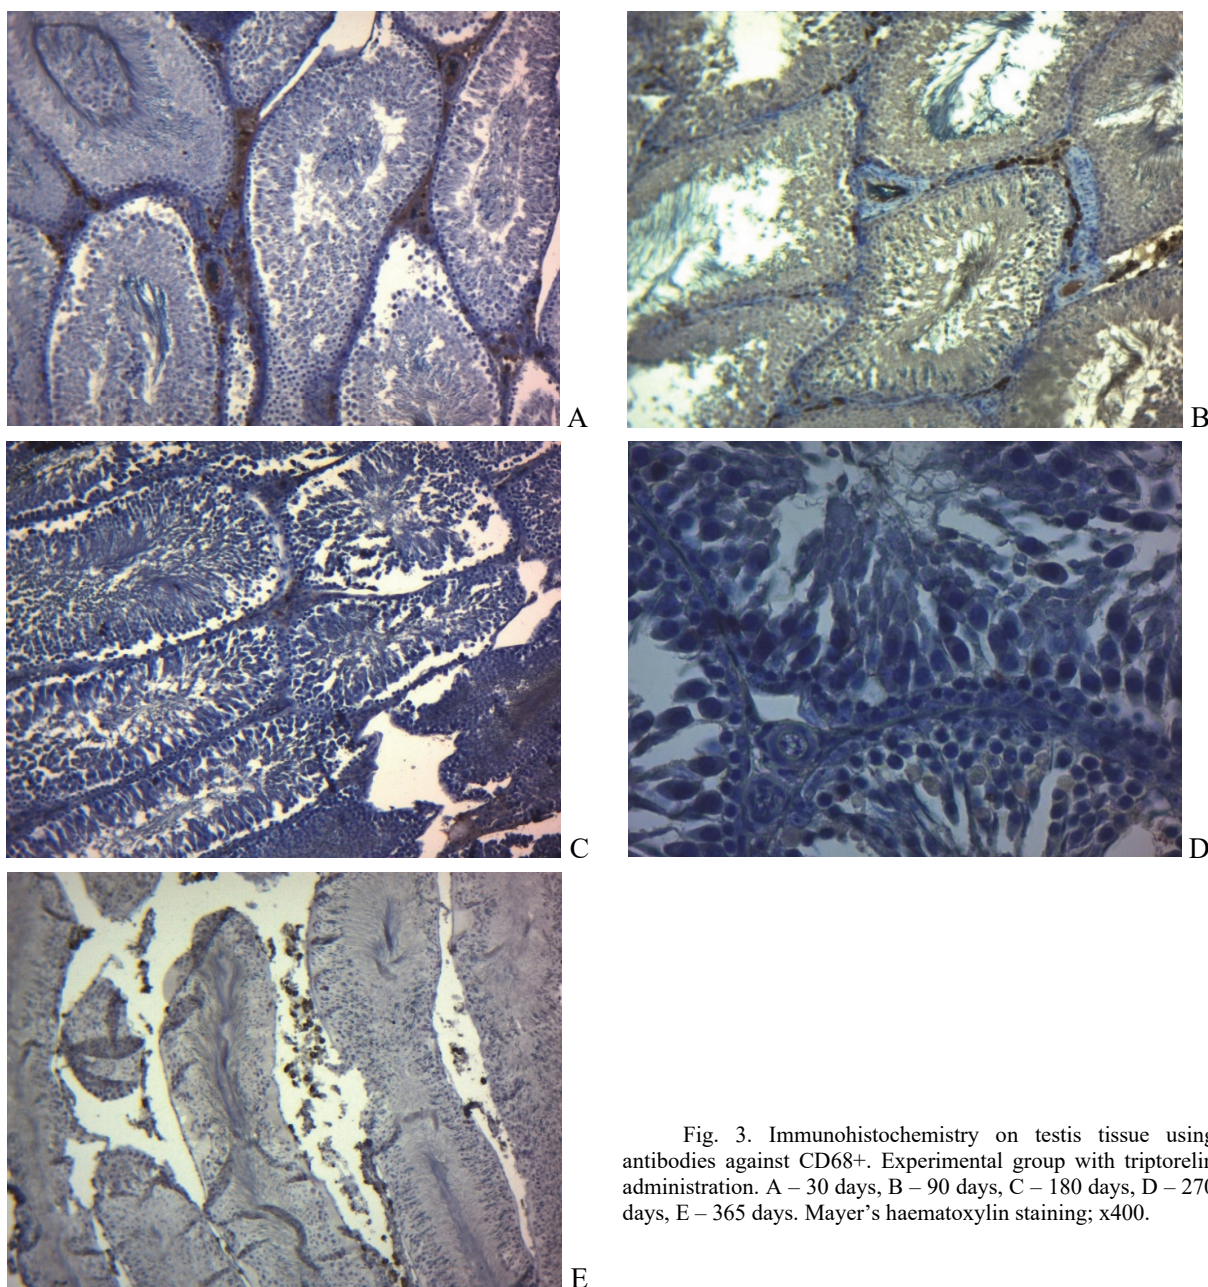 A
B
C
D
E
Fig. 3. Immunohistochemistry on testis tissue using
antibodies against CD68+. Experimental group with triptorelin
administration. A – 30 days, B – 90 days, C – 180 days, D – 270
days, E – 365 days. Mayer’s haematoxylin staining; x400.